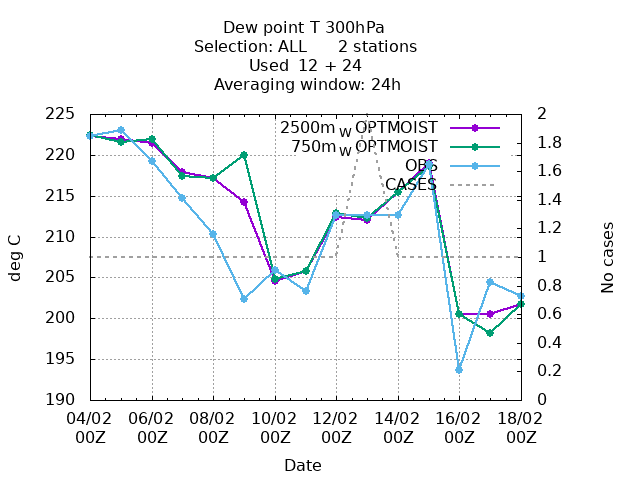 Dew point T 300hPa
Selection: ALL 2 stations
Used 12 + 24
Averaging window: 24h
225 2
220 1.8
215 1.6
210 1.4
205 1.2
200 1
195 0.8
190 0.6
0.4
0.2
0
2500m W OPTMOIST
750m W OPTMOIST
OBS
CASES
deg C
No cases
04/02 06/02 08/02 10/02 12/02 14/02 16/02 18/02
00Z 00Z 00Z 00Z 00Z 00Z 00Z 00Z
Date